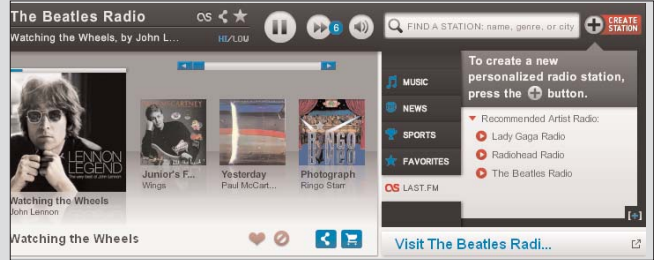 The Beatles Radio
Watching the Wheels, by John L...
HI/LOW
6
FIND A STATION: name, genre, or city
CREATE
STATION
To create a new
personalized radio station,
press the + button.
MUSIC
NEWS
SPORTS
FAVORITES
LAST.FM
Recommended Artist Radio:
Lady Gaga Radio
Radiohead Radio
The Beatles Radio
LENNON
LEGEND
McCARTNEY
RINGO
Watching the Wheels
John Lennon
Junior's F...
Wings
Yesterday
Paul McCart...
Photograph
Ringo Starr
Watching the Wheels
Visit The Beatles Radi...